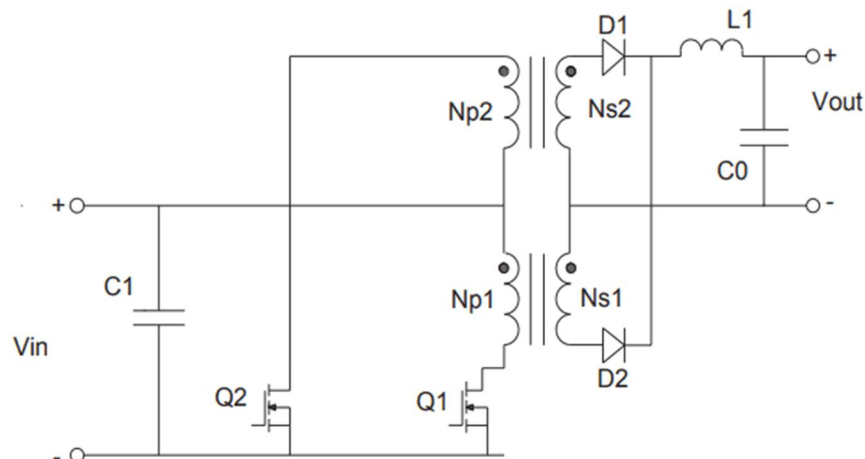 D1
L1
+
Np2
Ns2
Vout
C0
+
-
C1
Np1
Ns1
Vin
Q2
Q1
D2
-